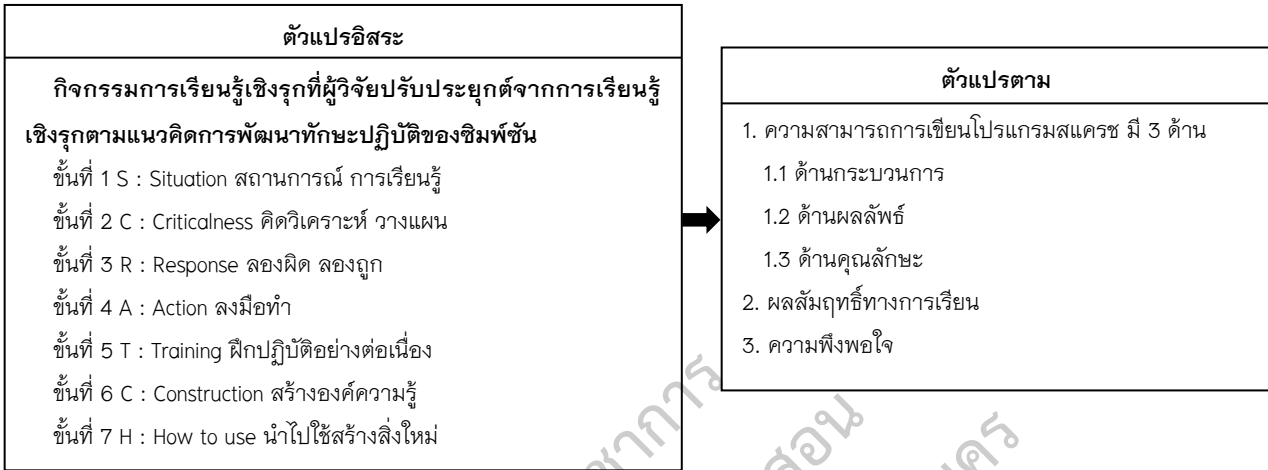 ตัวแปรอิสระ
กิจกรรมการเรียนรู้เชิงรุกที่ผู้วิจัยปรับประยุกต์จากการเรียนรู้
เชิงรุกตามแนวคิดการพัฒนาทักษะปฏิบัติของซิมพ์ซัน
ขั้นที่ 1 S : Situation สถานการณ์ การเรียนรู้
ขั้นที่ 2 C : Criticalness คิดวิเคราะห์ วางแผน
ขั้นที่ 3 R : Response ลองผิด ลองถูก
ขั้นที่ 4 A : Action ลงมือทำ
ขั้นที่ 5 T : Training ฝึกปฏิบัติอย่างต่อเนื่อง
ขั้นที่ 6 C : Construction สร้างองค์ความรู้
ขั้นที่ 7 H : How to use นำไปใช้สร้างสิ่งใหม่
ตัวแปรตาม
1. ความสามารถการเขียนโปรแกรมสแครช มี 3 ด้าน
1.1 ด้านกระบวนการ
1.2 ด้านผลลัพธ์
1.3 ด้านคุณลักษะ
2. ผลสัมฤทธิ์ทางการเรียน
3. ความพึงพอใจ